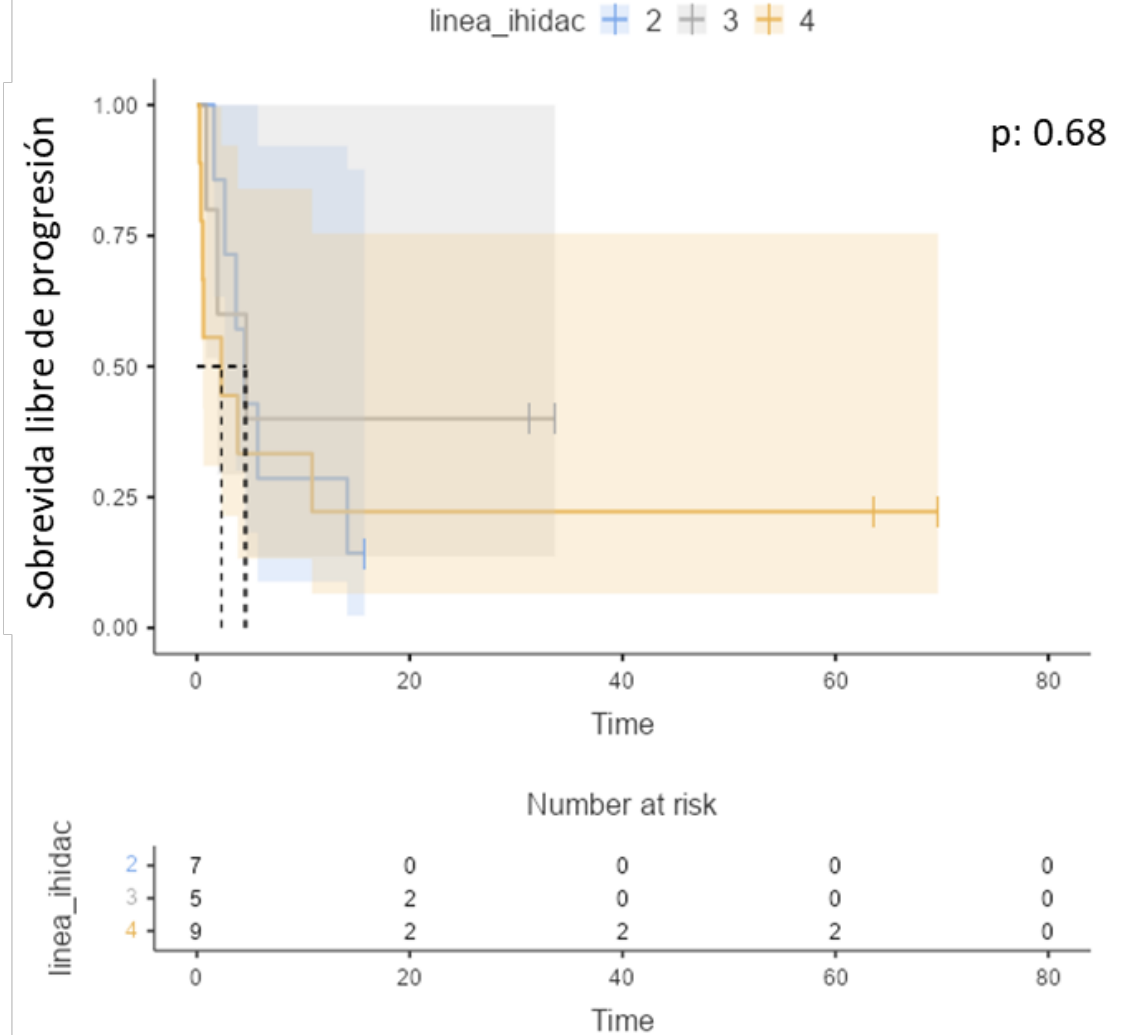 linea_ihidac 2 3 4
p: 0.68
Sobrevida libre de progresión
1.00
0.75
0.50
0.25
0.00
0 20 40 60 80
Time
Number at risk
linea_ihidac
2 7 0 0 0 0
3 5 2 0 0 0
4 9 2 2 2 0
0 20 40 60 80
Time